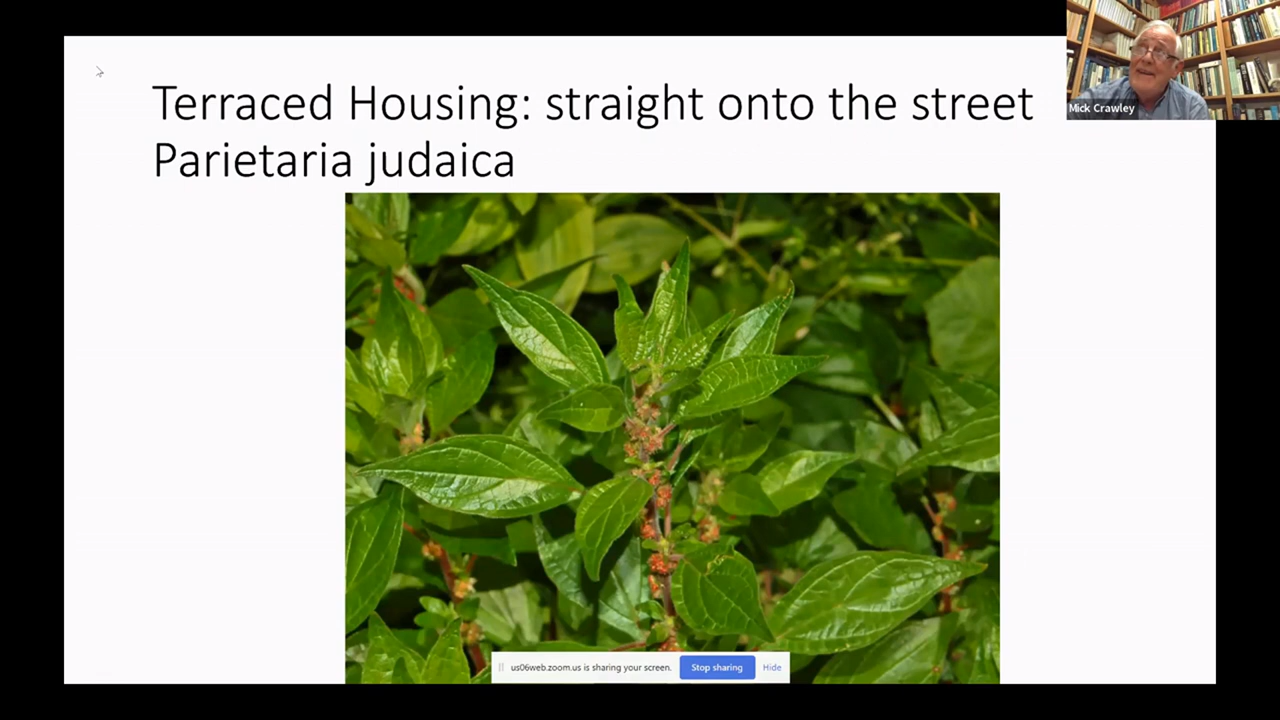 Terraced Housing: straight onto the street
Parietaria judaica
Mick Crawley
us06web.zoom.us is sharing your screen.
Stop sharing
Hide